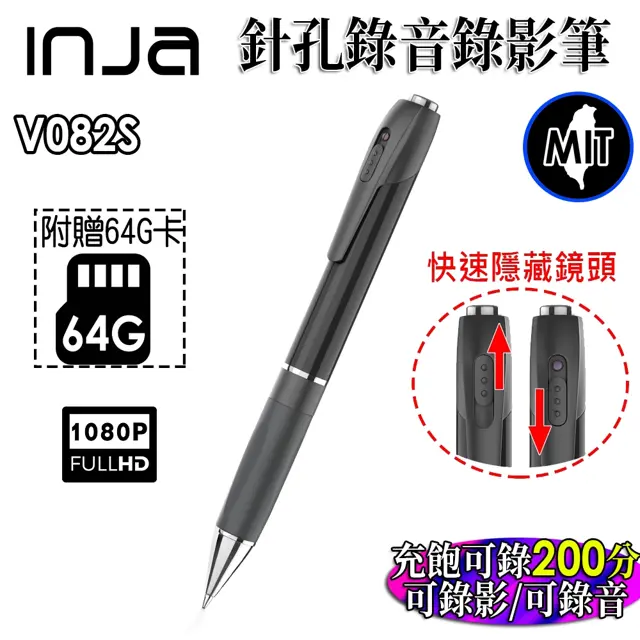 INJA 針孔錄音錄影筆
V082S
MIT
附贈64G卡
64G
快速隱藏鏡頭
1080P
FULLHD
充飽可錄200分
可錄影/可錄音